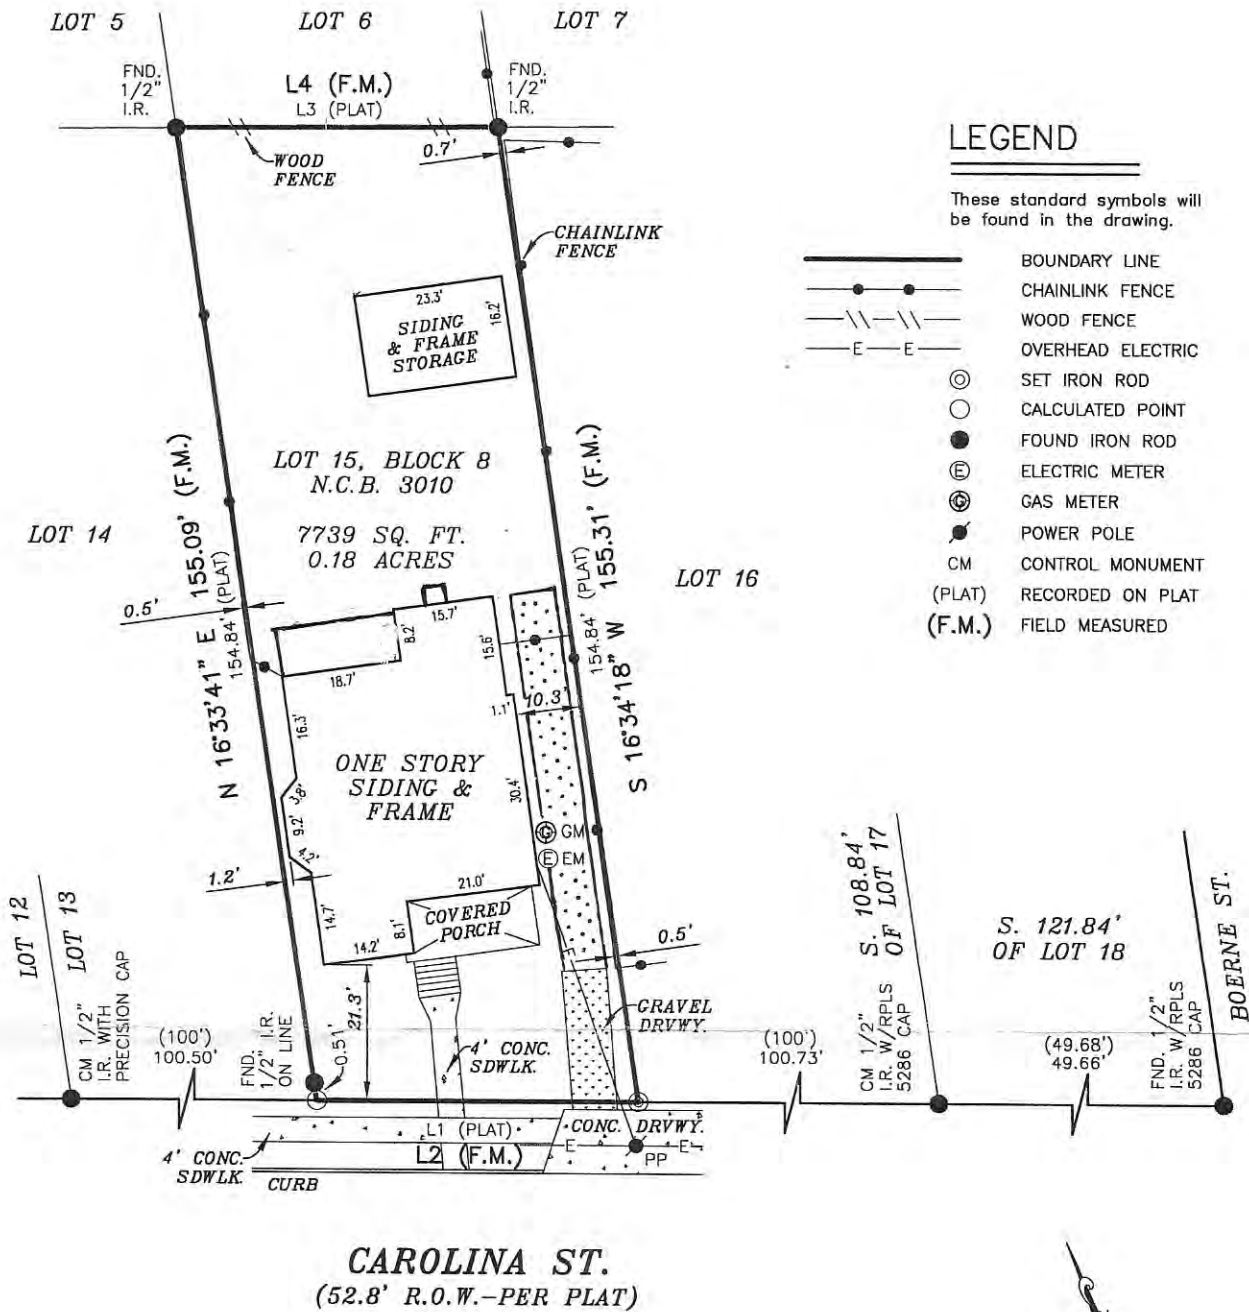 LOT 5
LOT 6
LOT 7
FND.
1/2"
I.R.
L4 (F.M.)
L3 (PLAT)
FND.
1/2"
I.R.
0.7'
WOOD
FENCE
CHAINLINK
FENCE
23.3'
16.2'
SIDING
& FRAME
STORAGE
LEGEND
These standard symbols will
be found in the drawing.
BOUNDARY LINE
CHAINLINK FENCE
WOOD FENCE
E E OVERHEAD ELECTRIC
SET IRON ROD
CALCULATED POINT
FOUND IRON ROD
E ELECTRIC METER
G GAS METER
POWER POLE
CM CONTROL MONUMENT
(PLAT) RECORDED ON PLAT
(F.M.) FIELD MEASURED
LOT 15, BLOCK 8
N.C.B. 3010
7739 SQ. FT.
0.18 ACRES
LOT 14
LOT 16
N 16°33'41" E 155.09' (F.M.)
154.84' (PLAT)
S 16°34'18" W 155.31' (F.M.)
154.84' (PLAT)
0.5'
15.7'
8.2'
18.7'
15.6'
1.1'
10.3'
16.3'
3.8'
9.2'
4.2'
30.4'
ONE STORY
SIDING &
FRAME
G GM
E EM
1.2'
21.0'
COVERED
PORCH
8.1'
14.7'
14.2'
0.5'
21.3'
GRAVEL
DRVWY.
4' CONC.
SDWLK.
LOT 12
LOT 13
CM 1/2"
I.R. WITH
PRECISION CAP
(100')
100.50'
FND.
1/2" I.R.
ON LINE
0.51'
(100')
100.73'
CM 1/2"
I.R. W/RPLS
5286 CAP
S. 108.84'
OF LOT 17
S. 121.84'
OF LOT 18
(49.68')
49.66'
FND. 1/2"
I.R. W/RPLS
5286 CAP
BOERNE ST.
L1 (PLAT)
L2 (F.M.)
CONC. DRVWY.
E E
PP
4' CONC.
SDWLK.
CURB
CAROLINA ST.
(52.8' R.O.W.-PER PLAT)